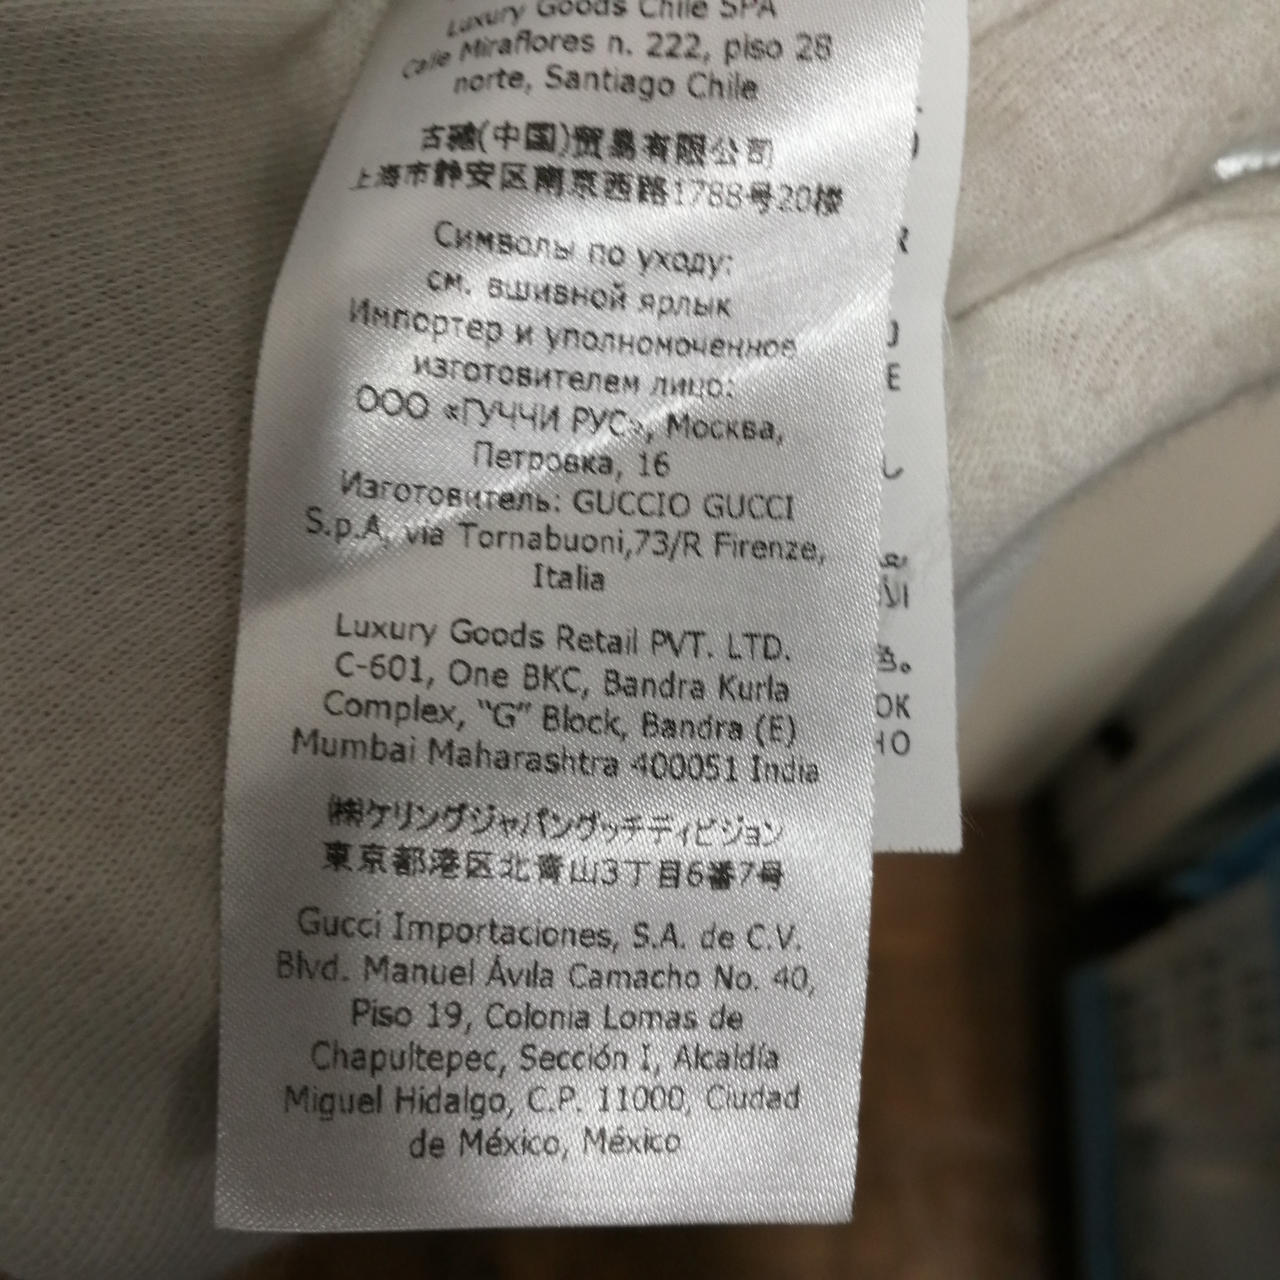 Luxury Goods Chile SPA
Calle Miraflores n. 222, piso 28
norte, Santiago Chile
古驰(中国)贸易有限公司
上海市静安区南京西路1788号20楼
Символы по уходу:
см. вшивной ярлык
Импортер и уполномоченное
изготовителем лицо:
ООО «ГУЧЧИ РУС», Москва,
Петровка, 16
Изготовитель: GUCCIO GUCCI
S.p.A, via Tornabuoni,73/R Firenze,
Italia
Luxury Goods Retail PVT. LTD.
C-601, One BKC, Bandra Kurla
Complex, “G” Block, Bandra (E)
Mumbai Maharashtra 400051 India
㈱ケリングジャパングッチディビジョン
東京都港区北青山3丁目6番7号
Gucci Importaciones, S.A. de C.V.
Blvd. Manuel Ávila Camacho No. 40,
Piso 19, Colonia Lomas de
Chapultepec, Sección I, Alcaldía
Miguel Hidalgo, C.P. 11000, Ciudad
de México, México